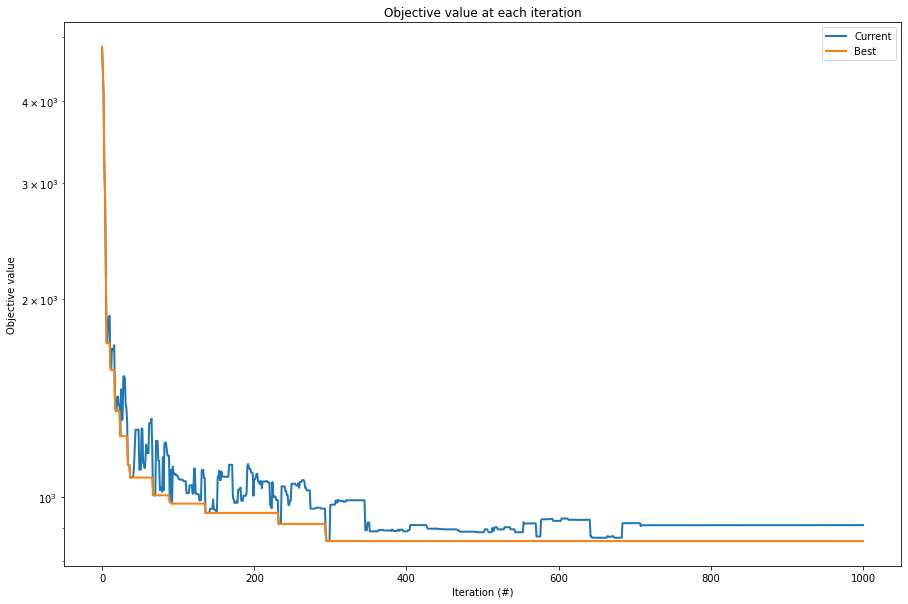 Objective value at each iteration
Current
Best
4 × 10³
3 × 10³
2 × 10³
10³
Objective value
0
200
400
600
800
1000
Iteration (#)